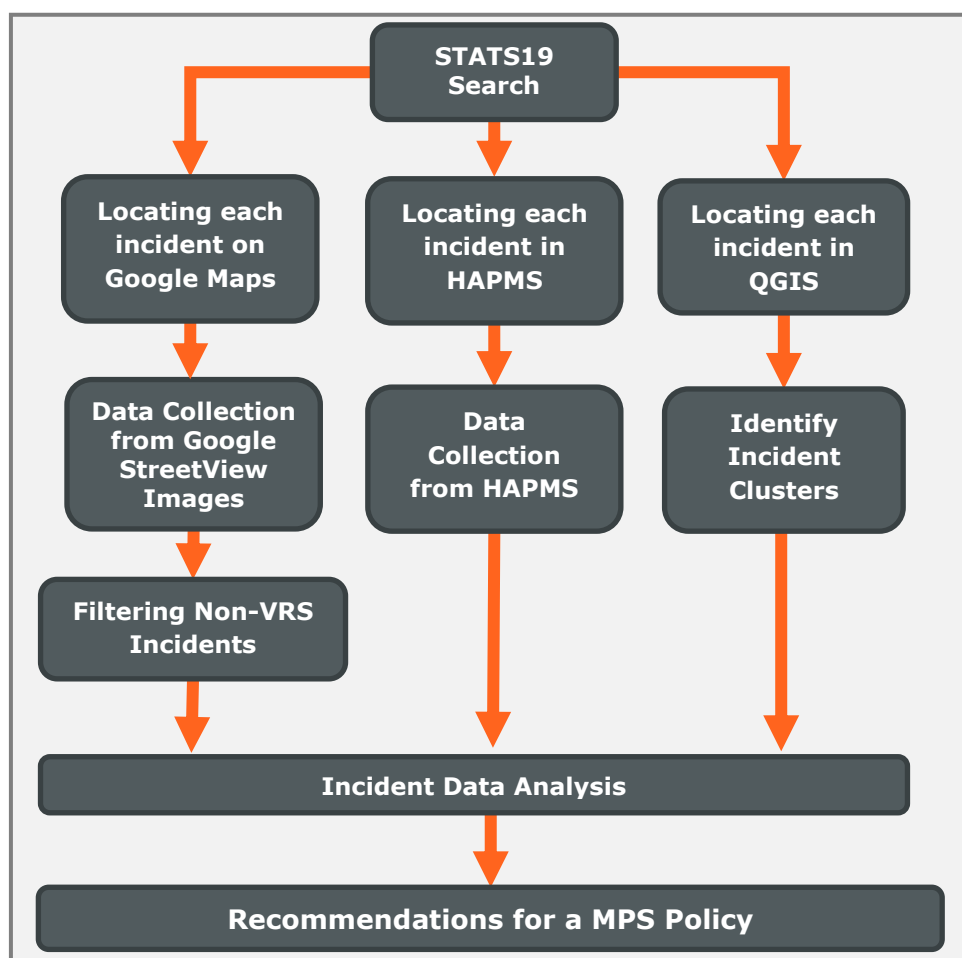 STATS19
Search
Locating each
incident on
Google Maps
Locating each
incident in
HAPMS
Locating each
incident in
QGIS
Data Collection
from Google
StreetView
Images
Data
Collection
from HAPMS
Identify
Incident
Clusters
Filtering Non-VRS
Incidents
Incident Data Analysis
Recommendations for a MPS Policy